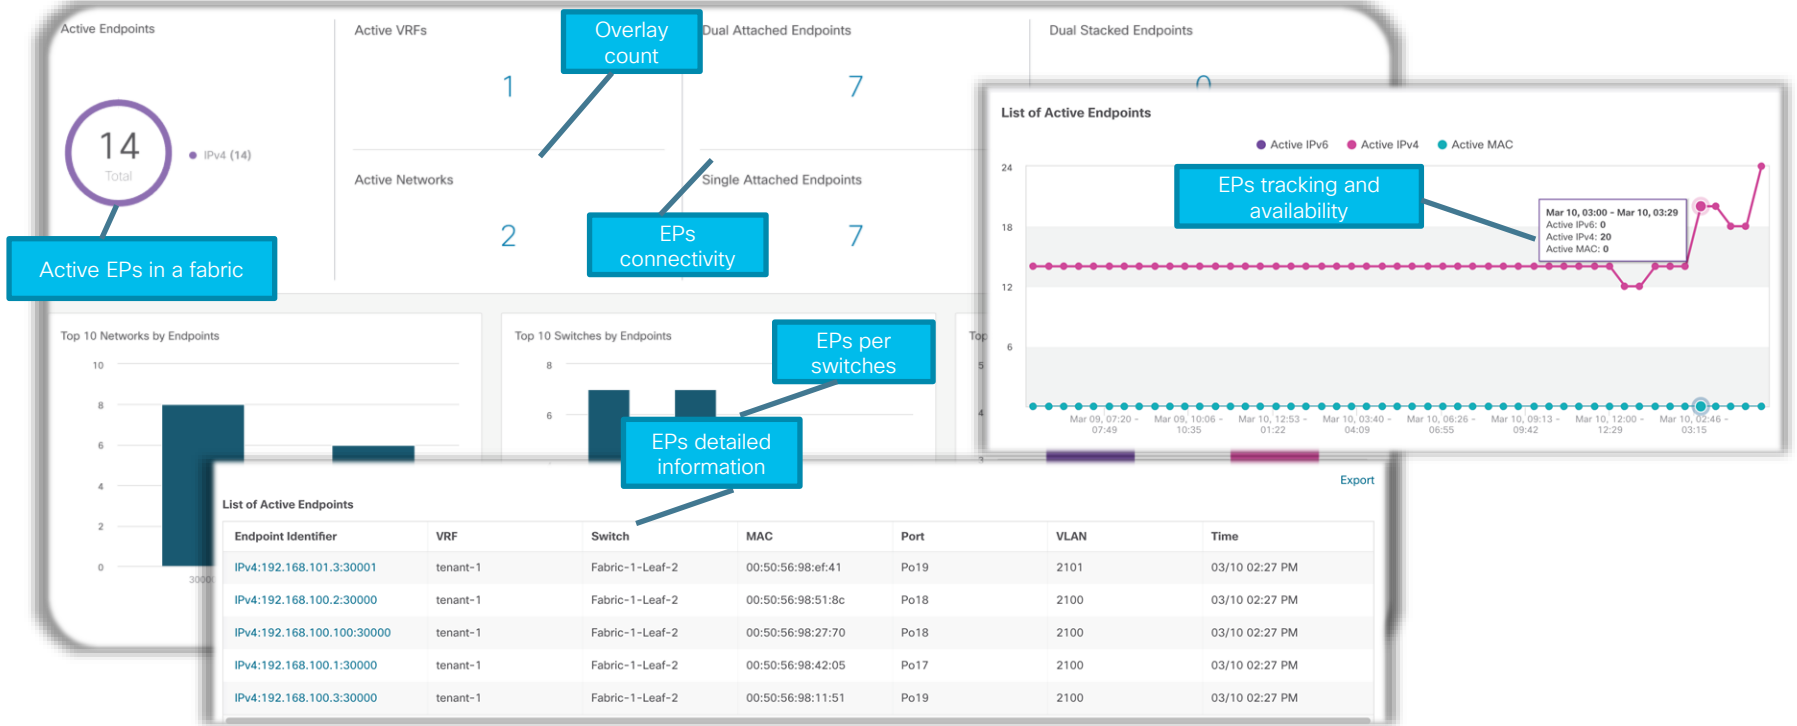 Active Endpoints
14
Total
IPv4 (14)
Active EPs in a fabric
Active VRFs
1
Overlay
count
Active Networks
2
Dual Attached Endpoints
7
EPs
connectivity
Single Attached Endpoints
7
Dual Stacked Endpoints
List of Active Endpoints
Active IPv6
Active IPv4
Active MAC
24
18
12
6
EPs tracking and
availability
Mar 10, 03:00 - Mar 10, 03:29
Active IPv6: 0
Active IPv4: 20
Active MAC: 0
Mar 09, 07:20 - 07:49
Mar 09, 10:06 - 10:35
Mar 10, 12:53 - 01:22
Mar 10, 03:40 - 04:09
Mar 10, 06:26 - 06:55
Mar 10, 09:13 - 09:42
Mar 10, 12:00 - 12:29
Mar 10, 02:46 - 03:15
Top 10 Networks by Endpoints
10
8
6
4
2
0
Top 10 Switches by Endpoints
8
6
EPs per
switches
Top
5
4
EPs detailed
information
Export
List of Active Endpoints
Endpoint Identifier VRF Switch MAC Port VLAN Time
IPv4:192.168.101.3:30001 tenant-1 Fabric-1-Leaf-2 00:50:56:98:ef:41 Po19 2101 03/10 02:27 PM
IPv4:192.168.100.2:30000 tenant-1 Fabric-1-Leaf-2 00:50:56:98:51:8c Po18 2100 03/10 02:27 PM
IPv4:192.168.100.100:30000 tenant-1 Fabric-1-Leaf-2 00:50:56:98:27:70 Po18 2100 03/10 02:27 PM
IPv4:192.168.100.1:30000 tenant-1 Fabric-1-Leaf-2 00:50:56:98:42:05 Po17 2100 03/10 02:27 PM
IPv4:192.168.100.3:30000 tenant-1 Fabric-1-Leaf-2 00:50:56:98:11:51 Po19 2100 03/10 02:27 PM